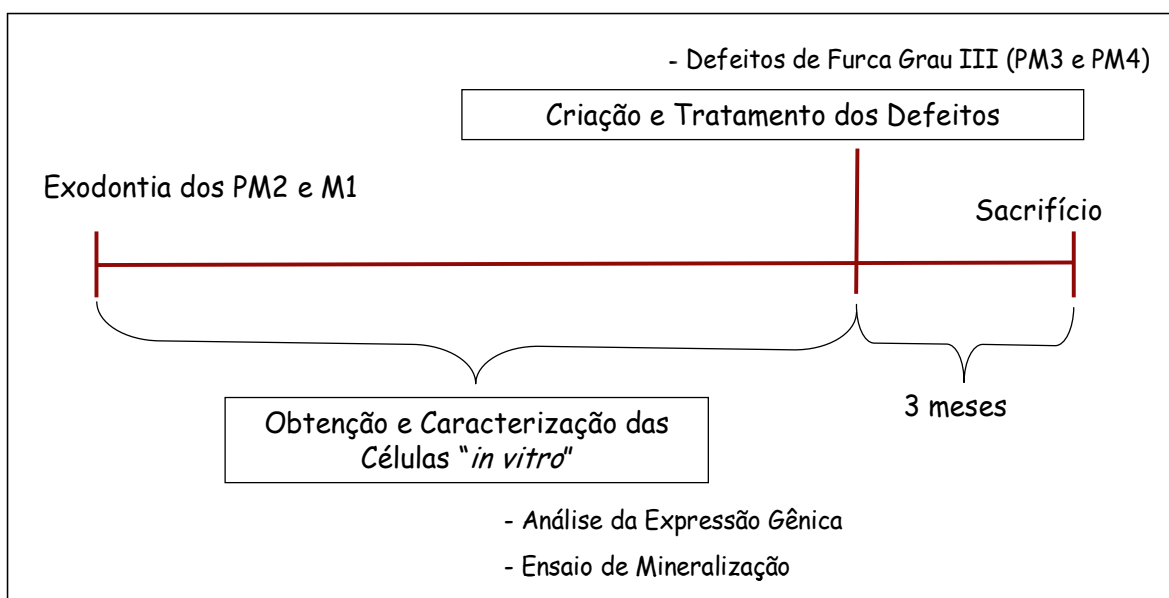 - Defeitos de Furca Grau III (PM3 e PM4)
Criação e Tratamento dos Defeitos
Exodontia dos PM2 e M1
Sacrifício
3 meses
Obtenção e Caracterização das
Células “in vitro”
- Análise da Expressão Gênica
- Ensaio de Mineralização